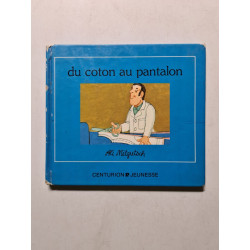 du coton au pantalon
Ali Mitgutsch
CENTURION JEUNESSE